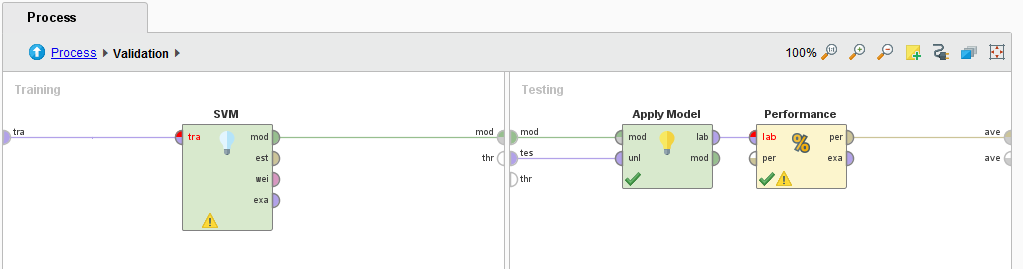 Process
Process Validation
100%
Training
Testing
SVM
Apply Model
Performance
tra
tra
mod
mod
mod
mod
lab
lab
per
ave
est
thr
tes
unl
mod
per
exa
ave
wei
thr
exa